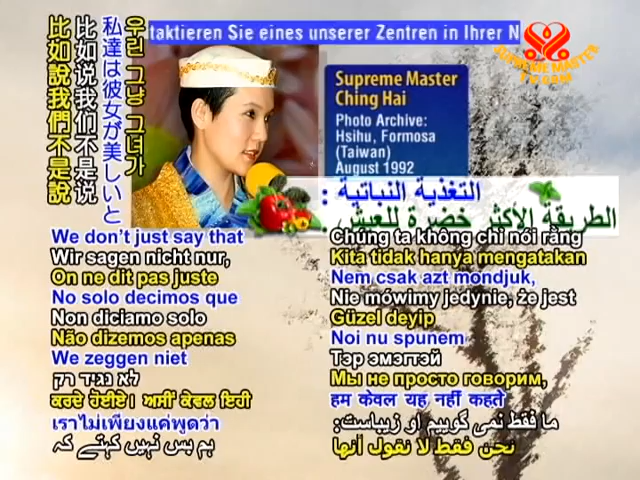 ntaktieren Sie eines unserer Zentren in Ihrer N
SUPREME MASTER
TV.COM
우린 그냥 그녀가
私達は彼女が美しいと
比如说我们不是说
比如說我們不是說
Supreme Master
Ching Hai
Photo Archive:
Hsihu, Formosa
(Taiwan)
August 1992
التغذية النباتية :
الطريقة الأكثر خضرة للعيش .
We don't just say that
Wir sagen nicht nur,
On ne dit pas juste
No solo decimos que
Non diciamo solo
Não dizemos apenas
We zeggen niet
לא נגיד רק
ਕਰਦੇ ਹੋਈਏ। ਅਸੀਂ ਕੇਵਲ ਇਹੀ
เราไม่เพียงแค่พูดว่า
ہم بس نہیں کہتے کہ
Chúng ta không chỉ nói rằng
Kita tidak hanya mengatakan
Nem csak azt mondjuk,
Nie mówimy jedynie, że jest
Güzel deyip
Noi nu spunem
Тэр эмэгтэй
Мы не просто говорим,
हम केवल यह नहीं कहते
ما فقط نمی گوییم او زیباست:
نحن فقط لا نقول أنها